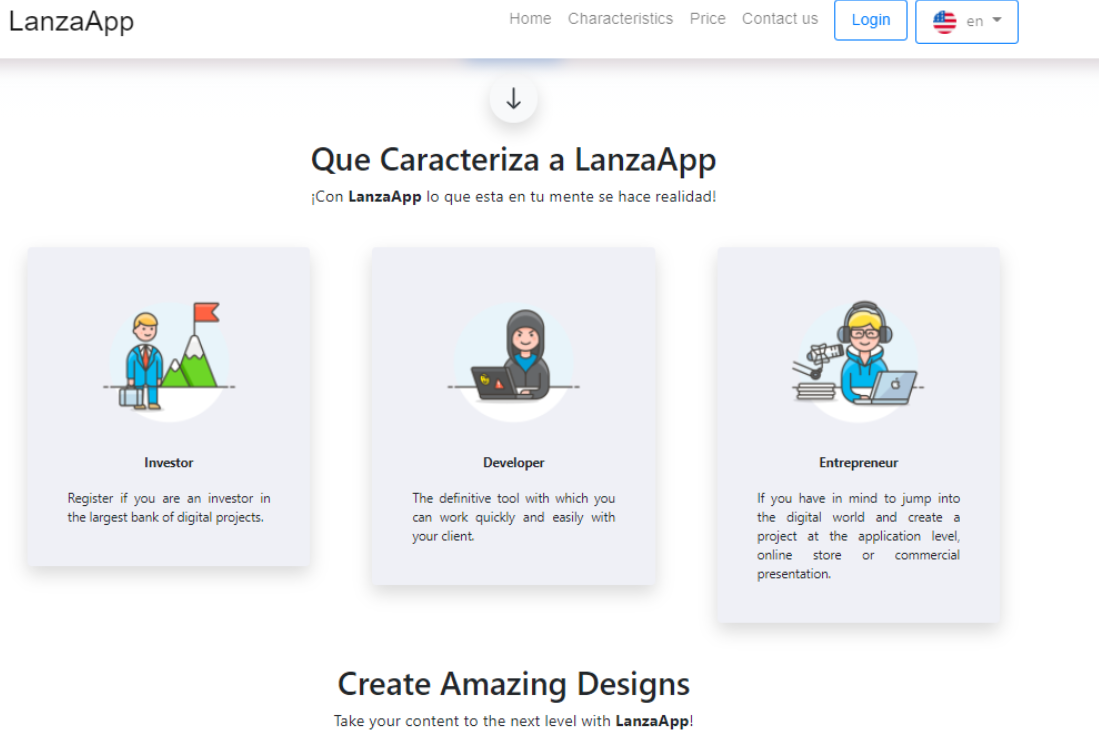 LanzaApp
Home Characteristics Price Contact us Login en
Que Caracteriza a LanzaApp
¡Con LanzaApp lo que esta en tu mente se hace realidad!
Investor
Register if you are an investor in
the largest bank of digital projects.
Developer
The definitive tool with which you
can work quickly and easily with
your client.
Entrepreneur
If you have in mind to jump into
the digital world and create a
project at the application level,
online store or commercial
presentation.
Create Amazing Designs
Take your content to the next level with LanzaApp!